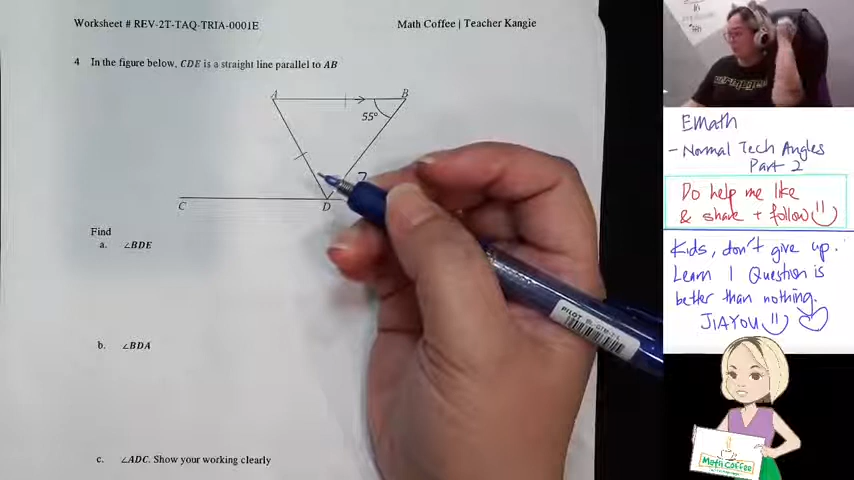 Worksheet # REV-2T-TAQ-TRIA-0001E
Math Coffee | Teacher Kangie
4 In the figure below, CDE is a straight line parallel to AB
A
B
55°
?
C
D
Find
a. ∠BDE
b. ∠BDA
c. ∠ADC. Show your working clearly
PILOT
EMath
- Normal Tech Angles
Part 2
Do help me like
& share + follow
Kids, don't give up.
Learn 1 Question is
better than nothing.
JIAYOU
Math Coffee